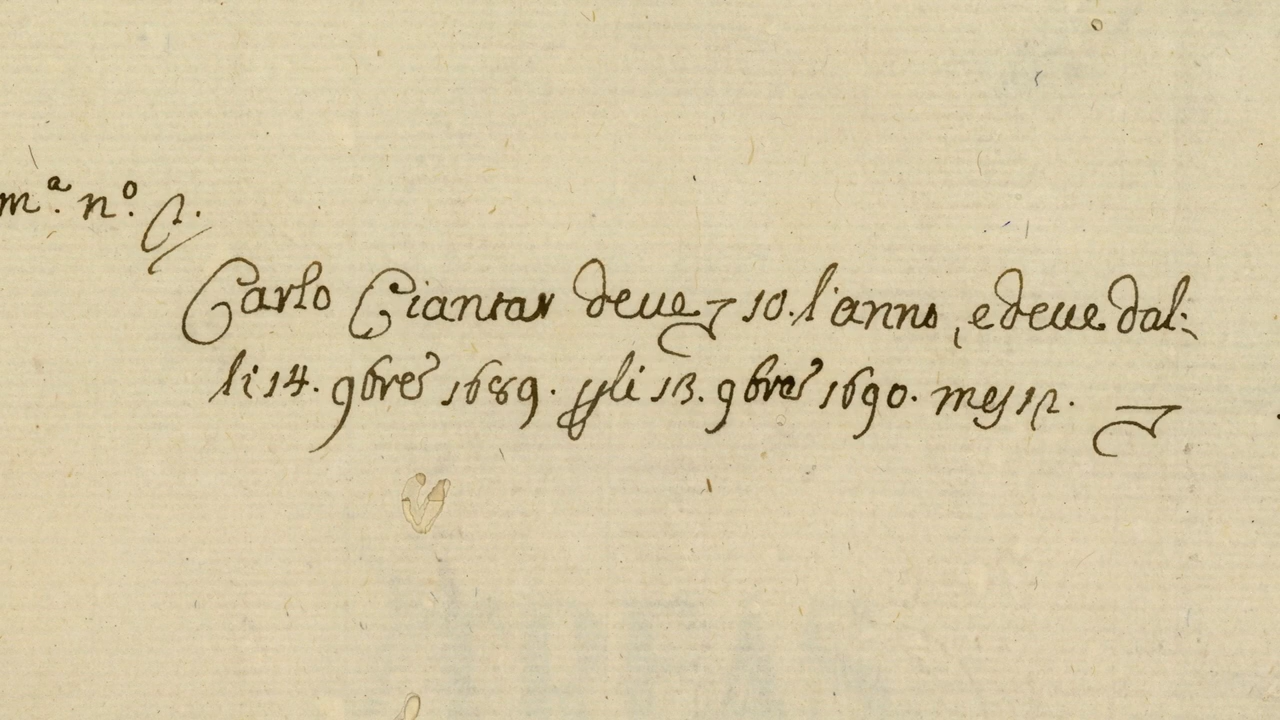 mª. nº.
Carlo Ciantar deue 10. l'anno, e deue dal:
li 14. 9bre 1689. ꝑ li 13. 9bre 1690. mesi 12.